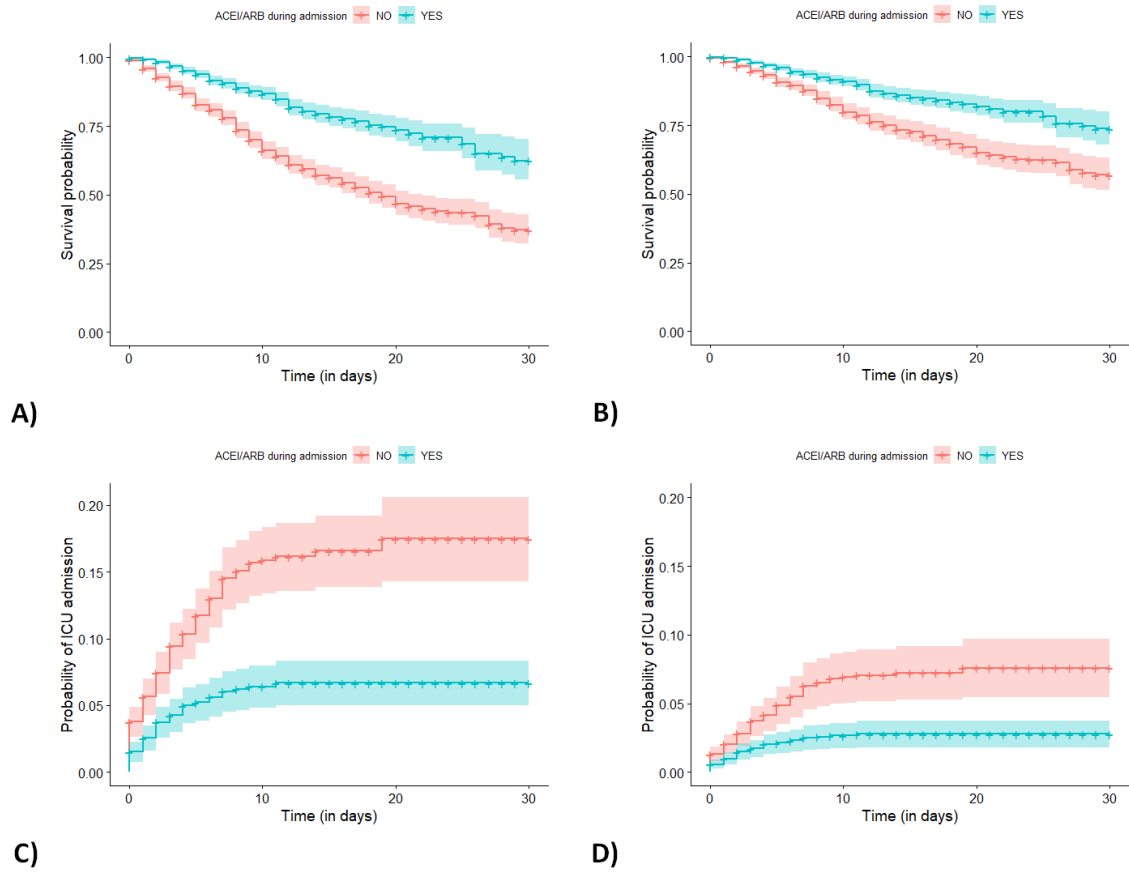 ACEI/ARB during admission NO YES
Survival probability
1.00
0.75
0.50
0.25
0.00
0 10 20 30
Time (in days)
A)
ACEI/ARB during admission NO YES
Survival probability
1.00
0.75
0.50
0.25
0.00
0 10 20 30
Time (in days)
B)
ACEI/ARB during admission NO YES
Probability of ICU admission
0.20
0.15
0.10
0.05
0.00
0 10 20 30
Time (in days)
C)
ACEI/ARB during admission NO YES
Probability of ICU admission
0.20
0.15
0.10
0.05
0.00
0 10 20 30
Time (in days)
D)